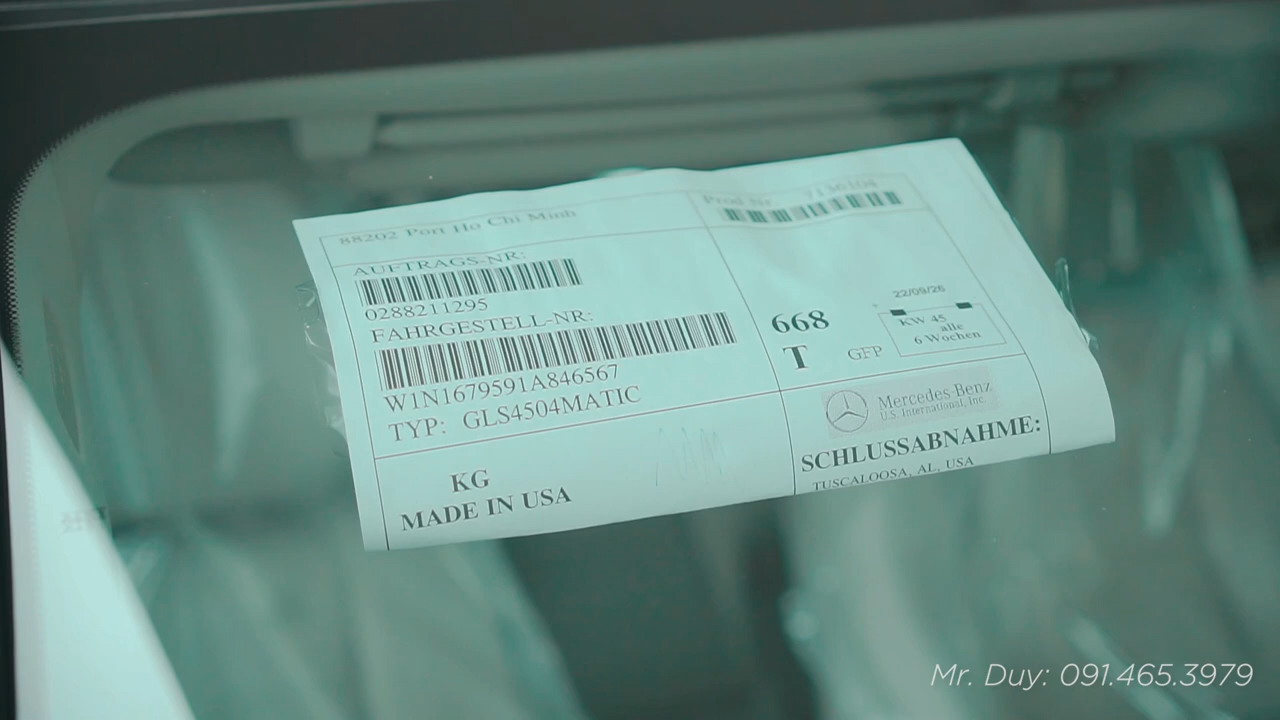 88202 Port Ho Chi Minh
Prod Nr 7130104
AUFTRAGS-NR:
0288211295
FAHRGESTELL-NR:
W1N1679591A846567
TYP: GLS4504MATIC
668
T
GFP
22/09/26
KW 45
alle
6 Wochen
KG
MADE IN USA
Mercedes-Benz
U.S. International, Inc.
SCHLUSSABNAHME:
TUSCALOOSA, AL, USA
Mr. Duy: 091.465.3979